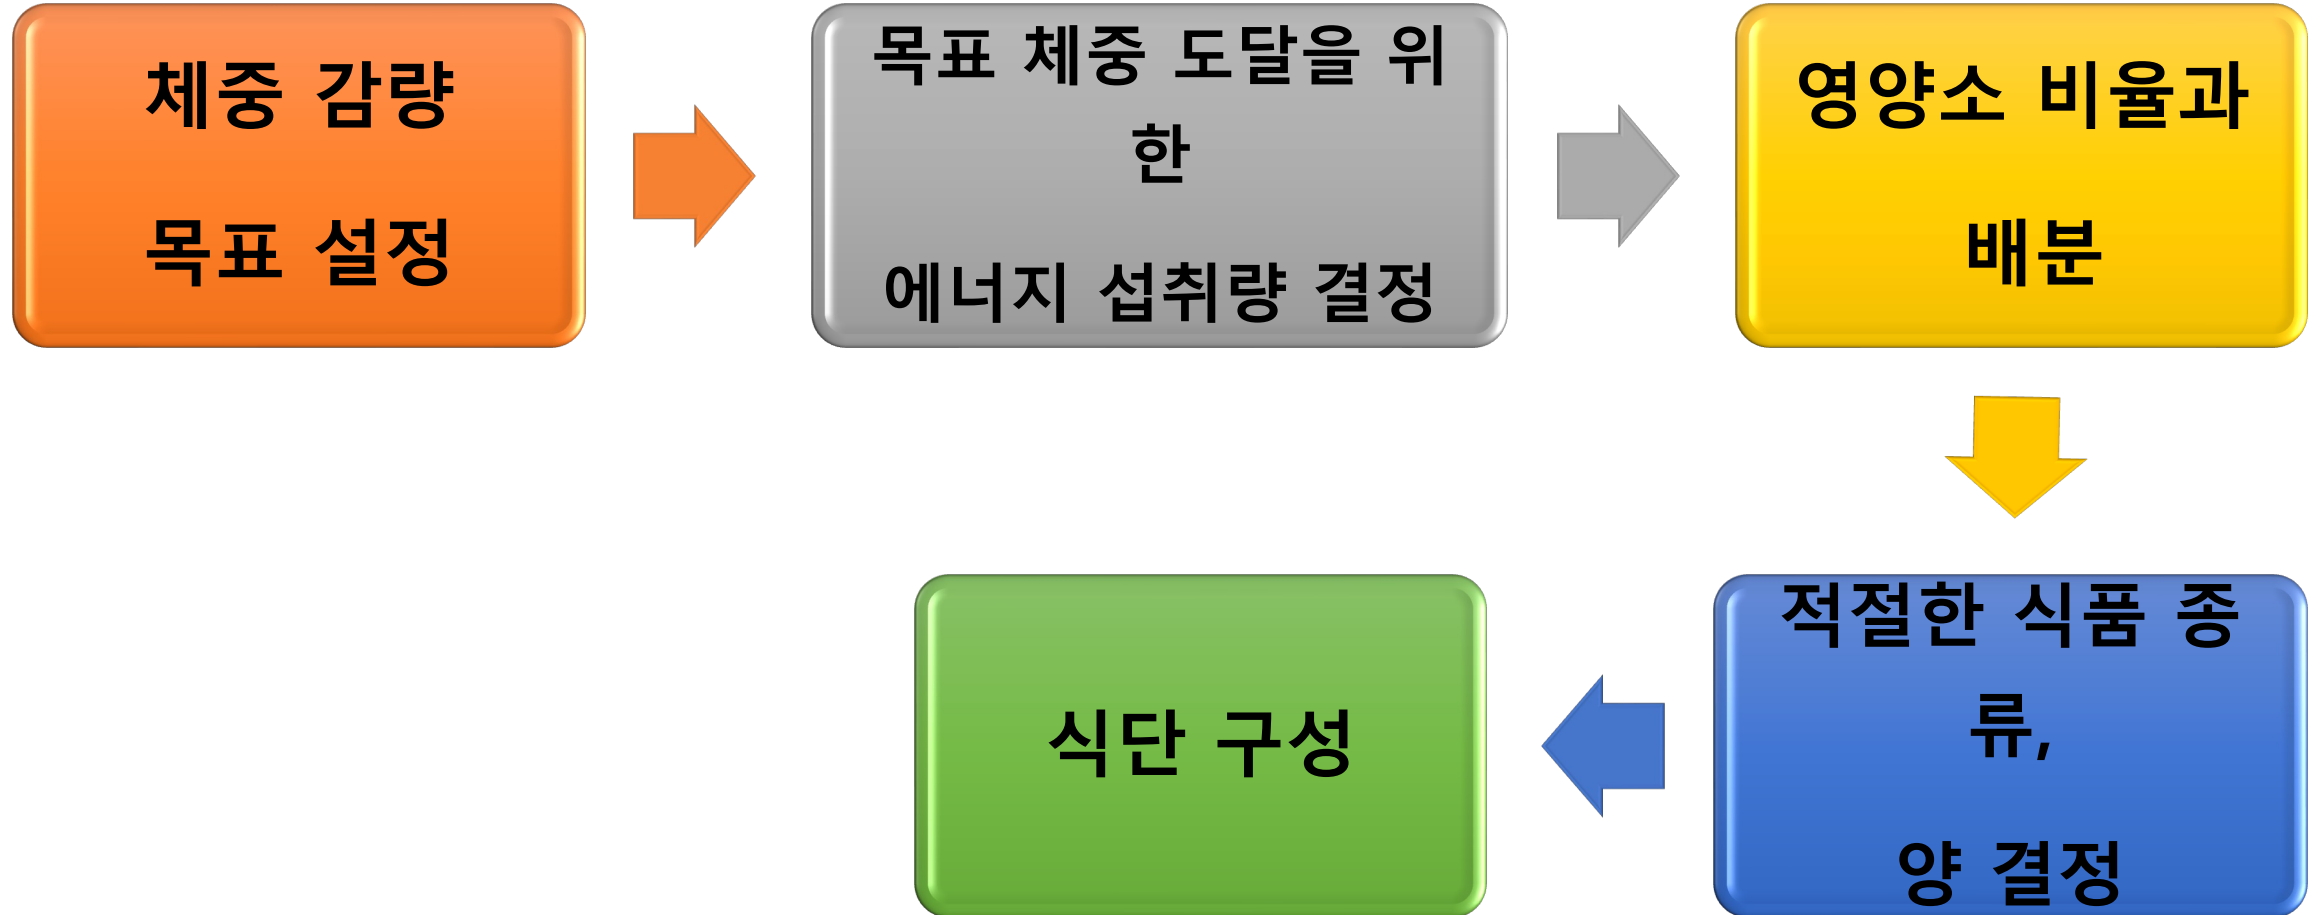 체중 감량
목표 설정
목표 체중 도달을 위
한
에너지 섭취량 결정
영양소 비율과
배분
적절한 식품 종
류,
양 결정
식단 구성